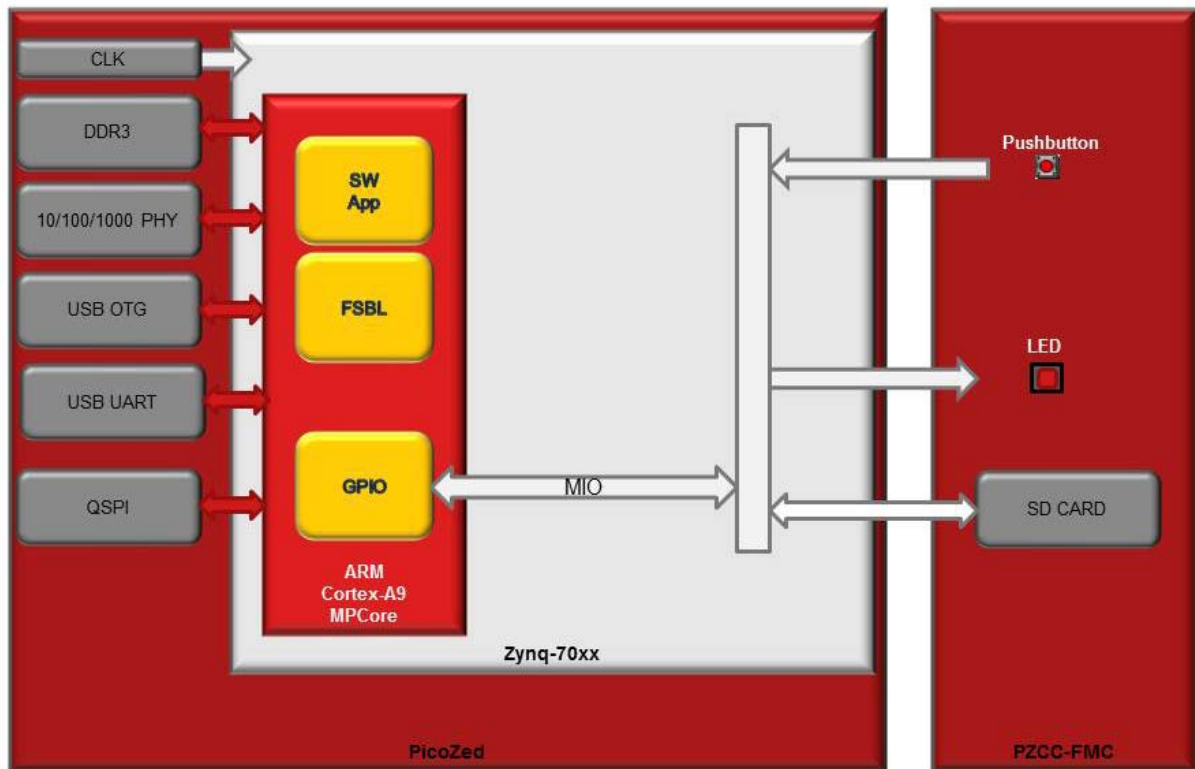 CLK
DDR3
10/100/1000 PHY
USB OTG
USB UART
QSPI
SW
App
FSBL
GPIO
ARM
Cortex-A9
MPCore
MIO
Zynq-70xx
PicoZed
Pushbutton
LED
SD CARD
PZCC-FMC